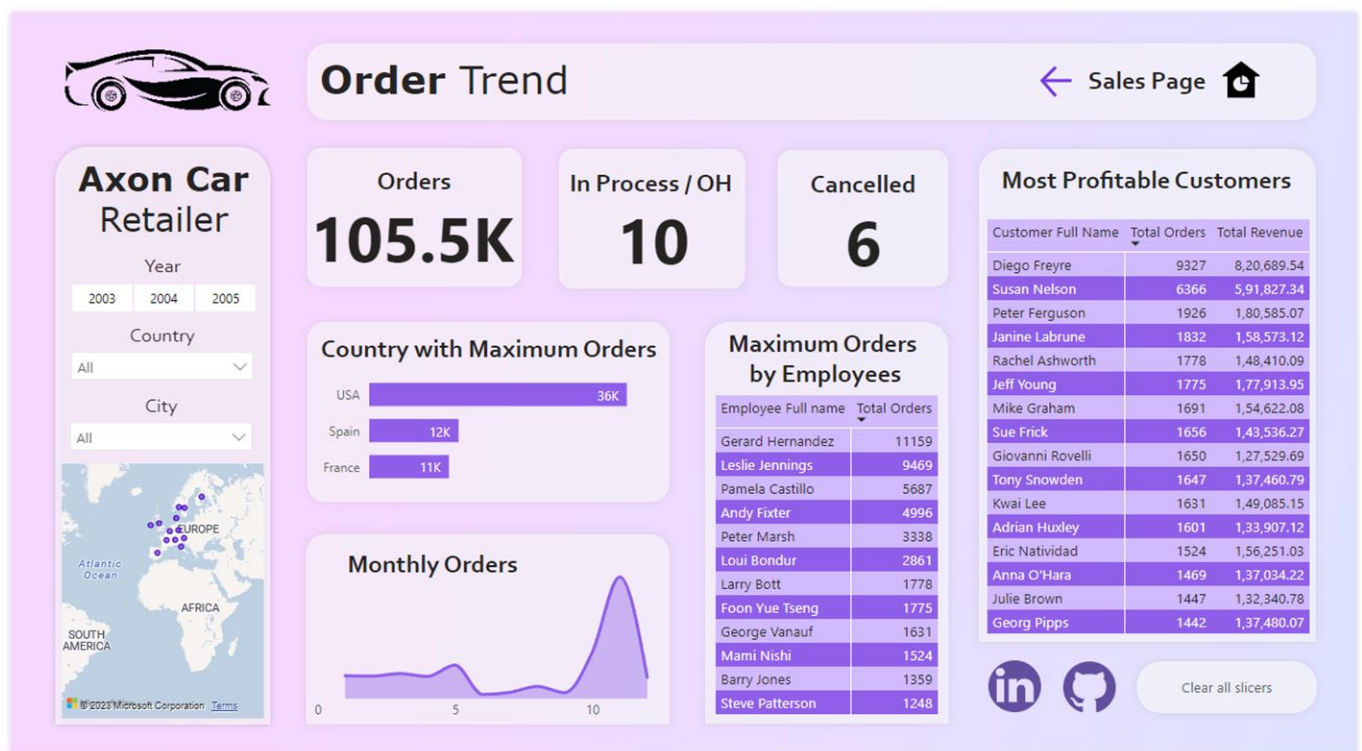 Order Trend
Sales Page
Axon Car
Retailer
Year
2003 2004 2005
Country
All
City
All
EUROPE
Atlantic
Ocean
AFRICA
SOUTH
AMERICA
© 2023 Microsoft Corporation Terms
Orders
105.5K
In Process / OH
10
Cancelled
6
Country with Maximum Orders
USA 36K
Spain 12K
France 11K
Monthly Orders
0 5 10
Maximum Orders
by Employees
Employee Full name Total Orders
Gerard Hernandez 11159
Leslie Jennings 9469
Pamela Castillo 5687
Andy Fixter 4996
Peter Marsh 3338
Loui Bondur 2861
Larry Bott 1778
Foon Yue Tseng 1775
George Vanauf 1631
Mami Nishi 1524
Barry Jones 1359
Steve Patterson 1248
Most Profitable Customers
Customer Full Name Total Orders Total Revenue
Diego Freyre 9327 8,20,689.54
Susan Nelson 6366 5,91,827.34
Peter Ferguson 1926 1,80,585.07
Janine Labrune 1832 1,58,573.12
Rachel Ashworth 1778 1,48,410.09
Jeff Young 1775 1,77,913.95
Mike Graham 1691 1,54,622.08
Sue Frick 1656 1,43,536.27
Giovanni Rovelli 1650 1,27,529.69
Tony Snowden 1647 1,37,460.79
Kwai Lee 1631 1,49,085.15
Adrian Huxley 1601 1,33,907.12
Eric Natividad 1524 1,56,251.03
Anna O'Hara 1469 1,37,034.22
Julie Brown 1447 1,32,340.78
Georg Pipps 1442 1,37,480.07
in
Clear all slicers